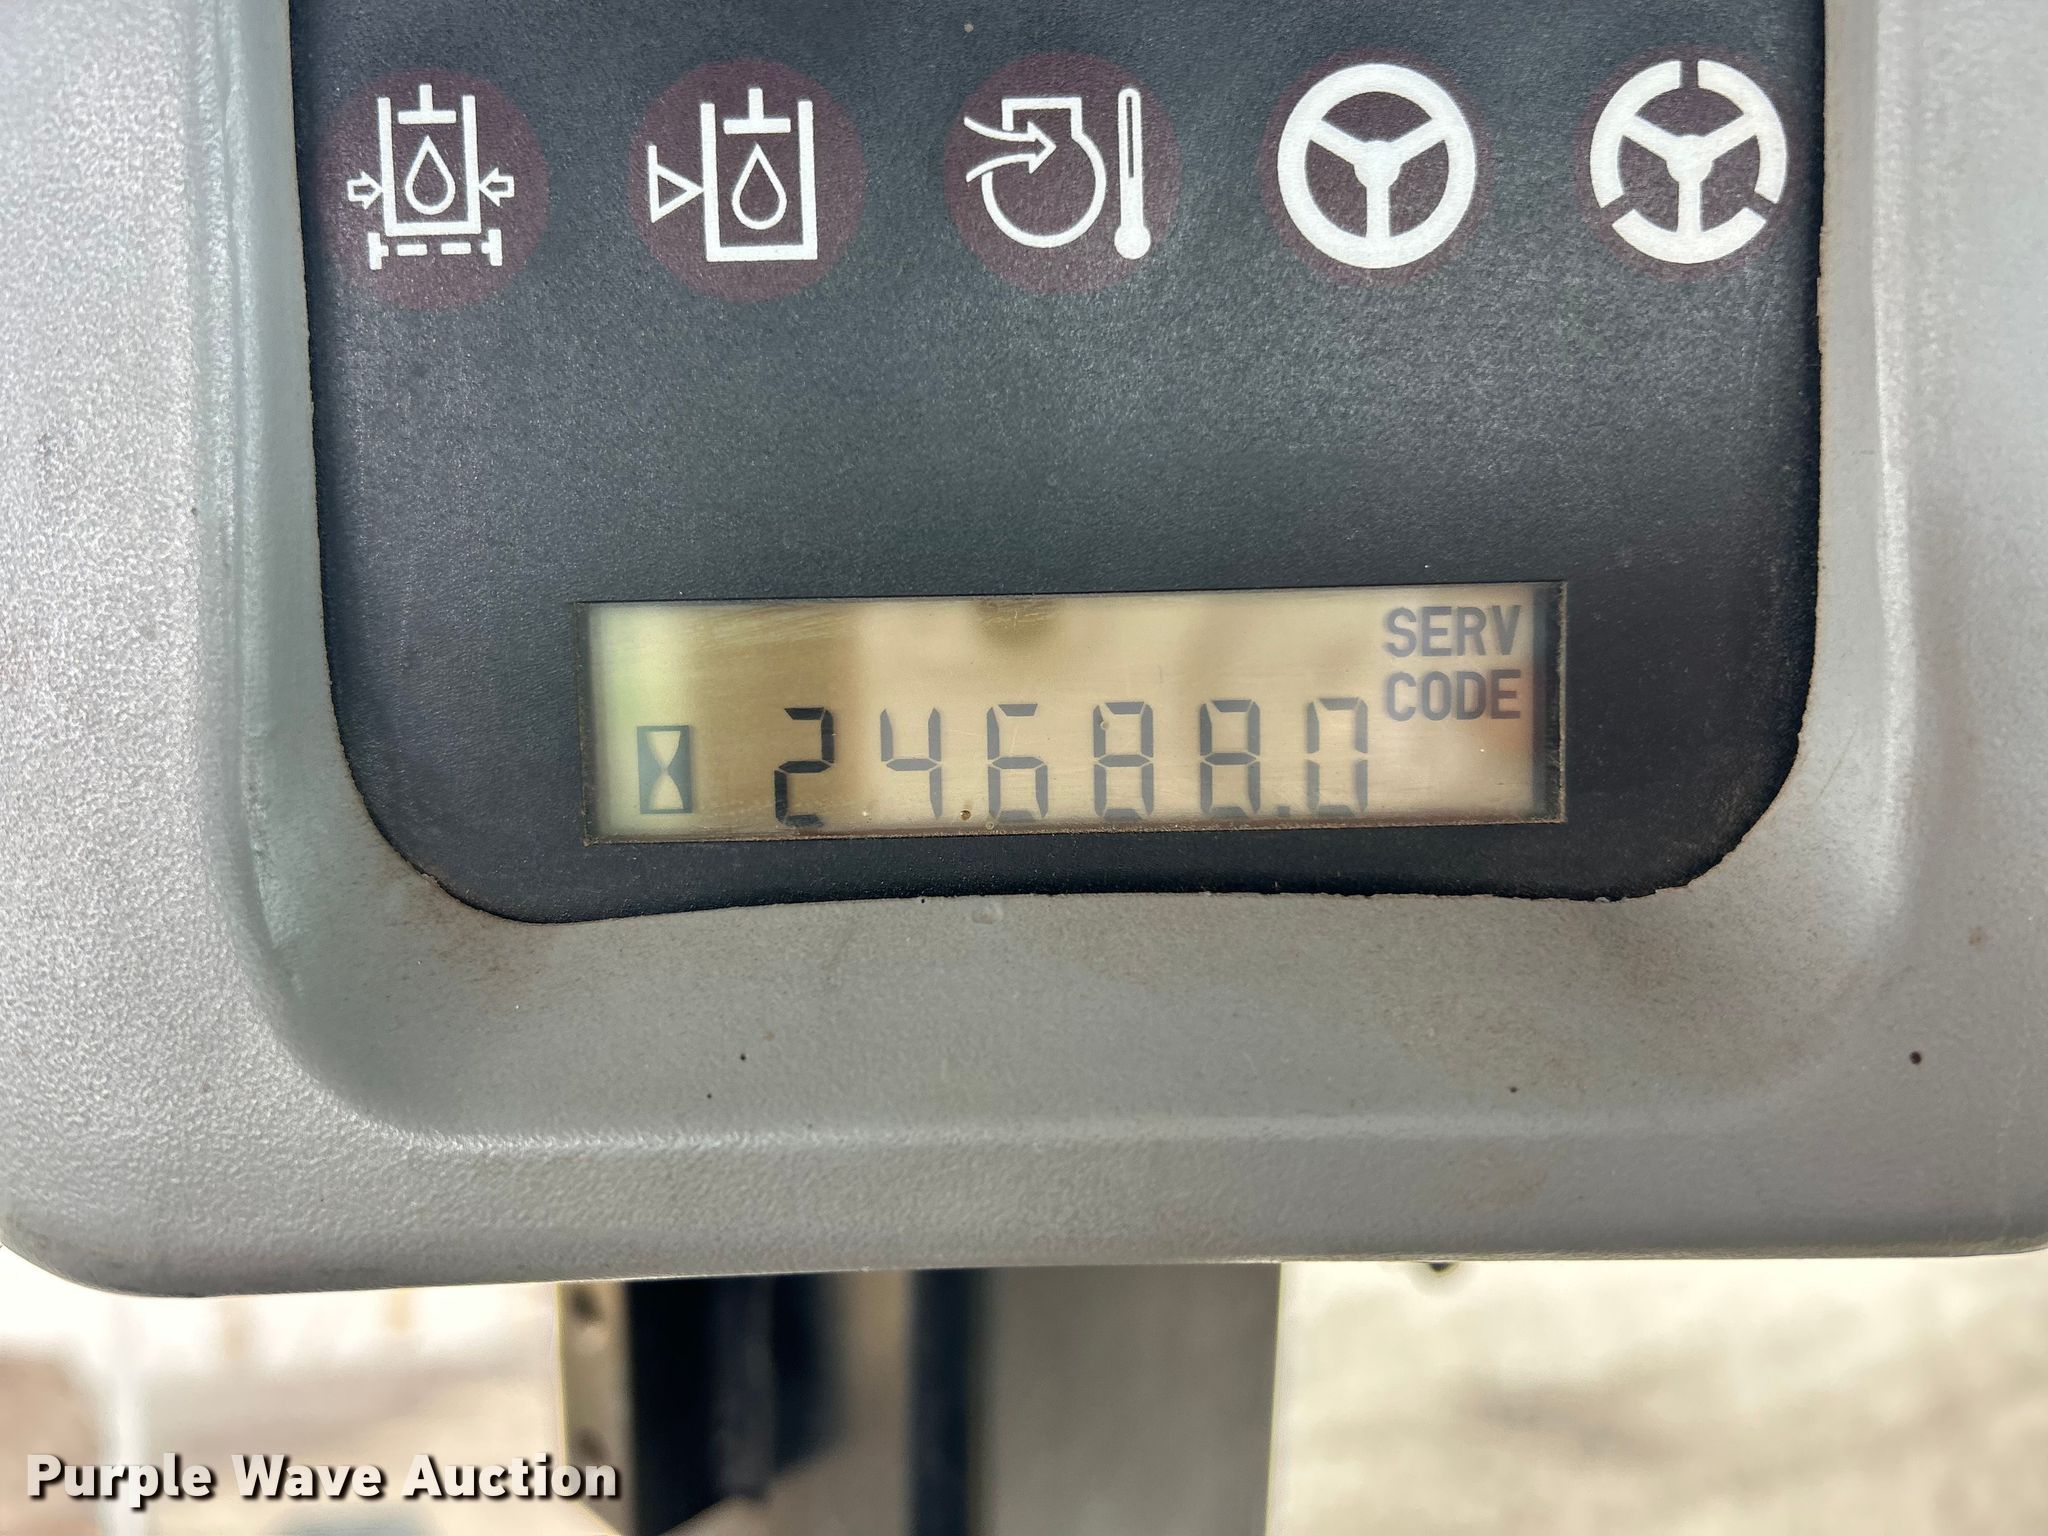 SERV
CODE
24688.0
Purple Wave Auction